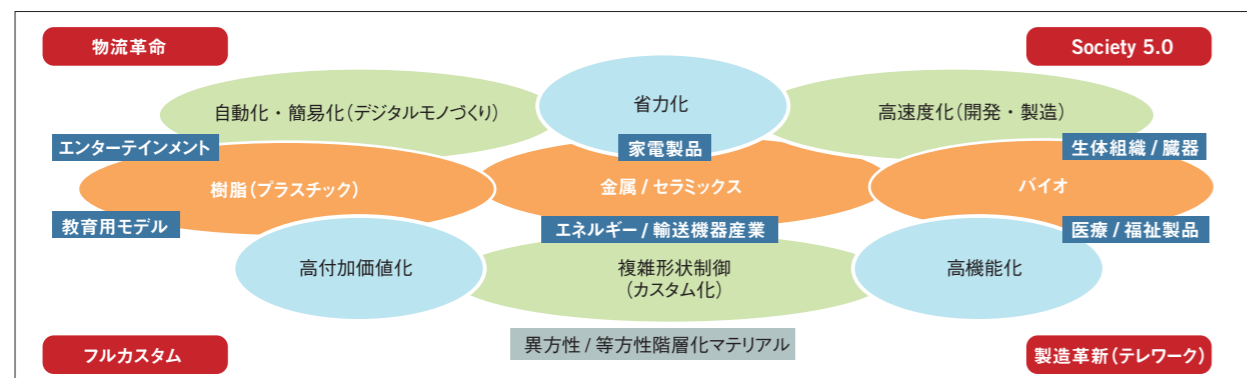 物流革命
Society 5.0
自動化・簡易化(デジタルモノづくり)
省力化
高速度化(開発・製造)
エンターテインメント
家電製品
生体組織 / 臓器
樹脂(プラスチック)
金属 / セラミックス
バイオ
教育用モデル
エネルギー / 輸送機器産業
医療 / 福祉製品
高付加価値化
複雑形状制御
(カスタム化)
高機能化
異方性 / 等方性階層化マテリアル
フルカスタム
製造革新(テレワーク)